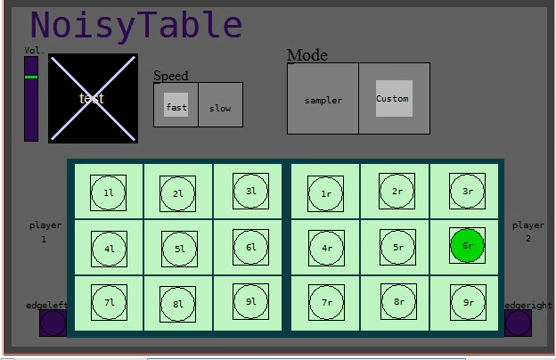 NoisyTable
Vol.
test
Speed
fast slow
Mode
sampler Custom
player 1
1l 2l 3l 1r 2r 3r
4l 5l 6l 4r 5r 6r
7l 8l 9l 7r 8r 9r
player 2
edgeleft
edgeright